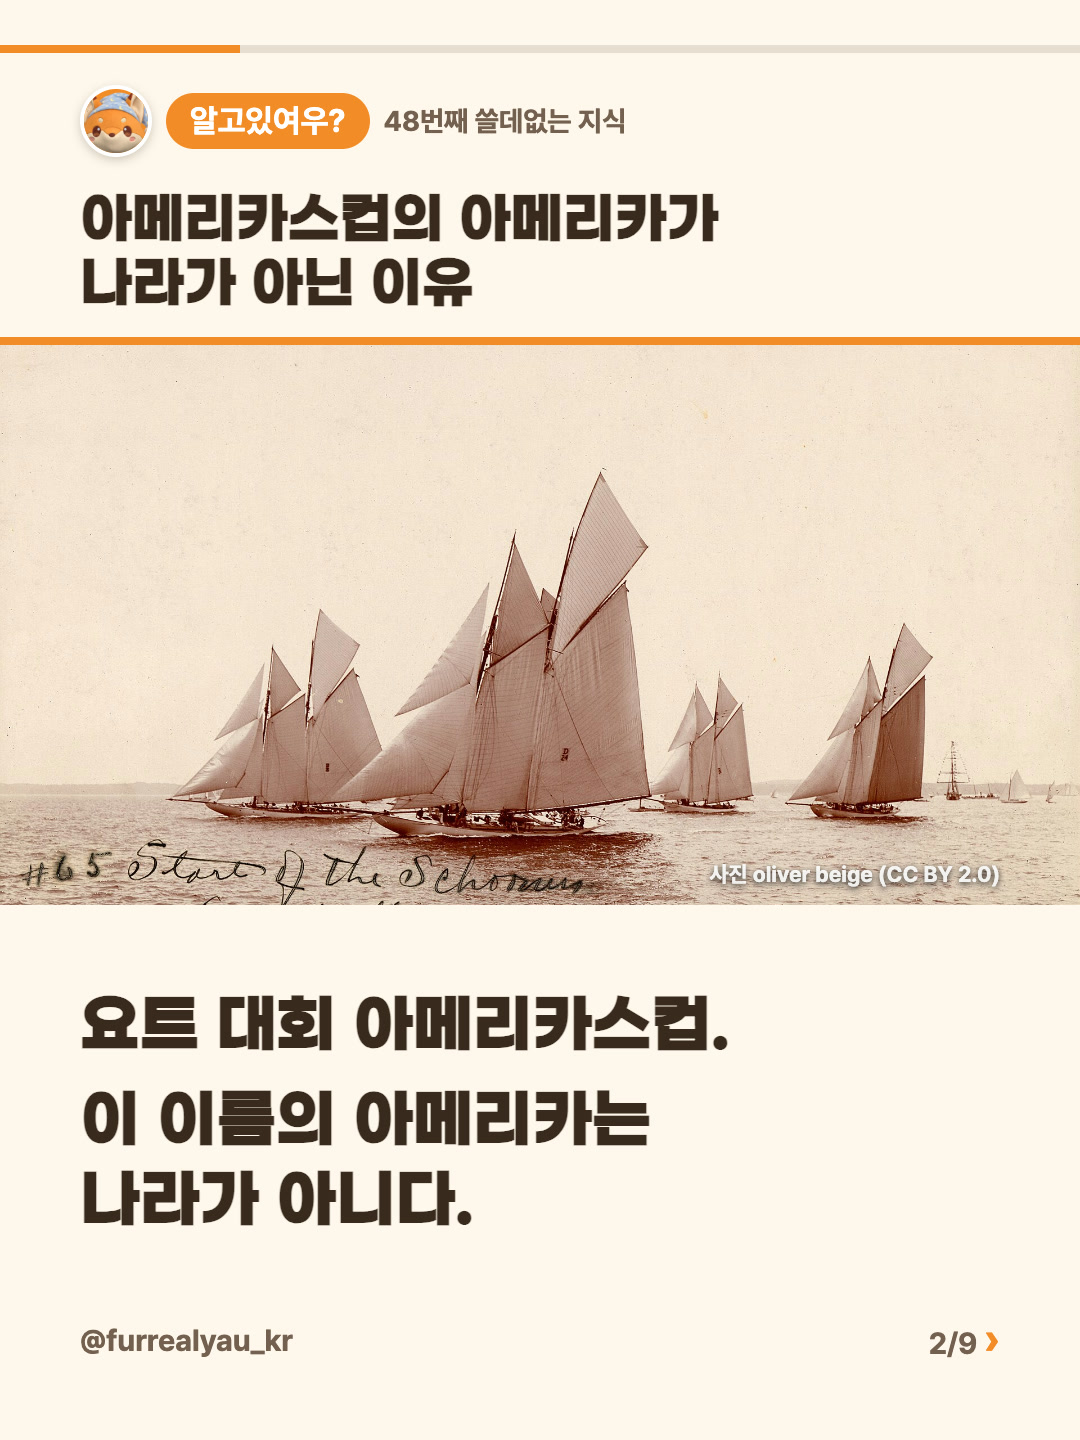 알고있여우?
48번째 쓸데없는 지식
아메리카스컵의 아메리카가
나라가 아닌 이유
#65 Start of the Schooners
사진 oliver beige (CC BY 2.0)
요트 대회 아메리카스컵.
이 이름의 아메리카는
나라가 아니다.
@furrealyau_kr
2/9 ›